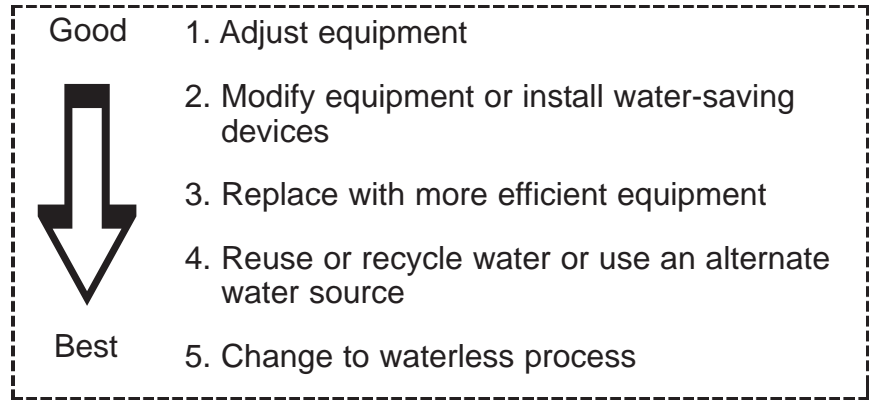 Good
1. Adjust equipment
2. Modify equipment or install water-saving
devices
3. Replace with more efficient equipment
4. Reuse or recycle water or use an alternate
water source
Best
5. Change to waterless process